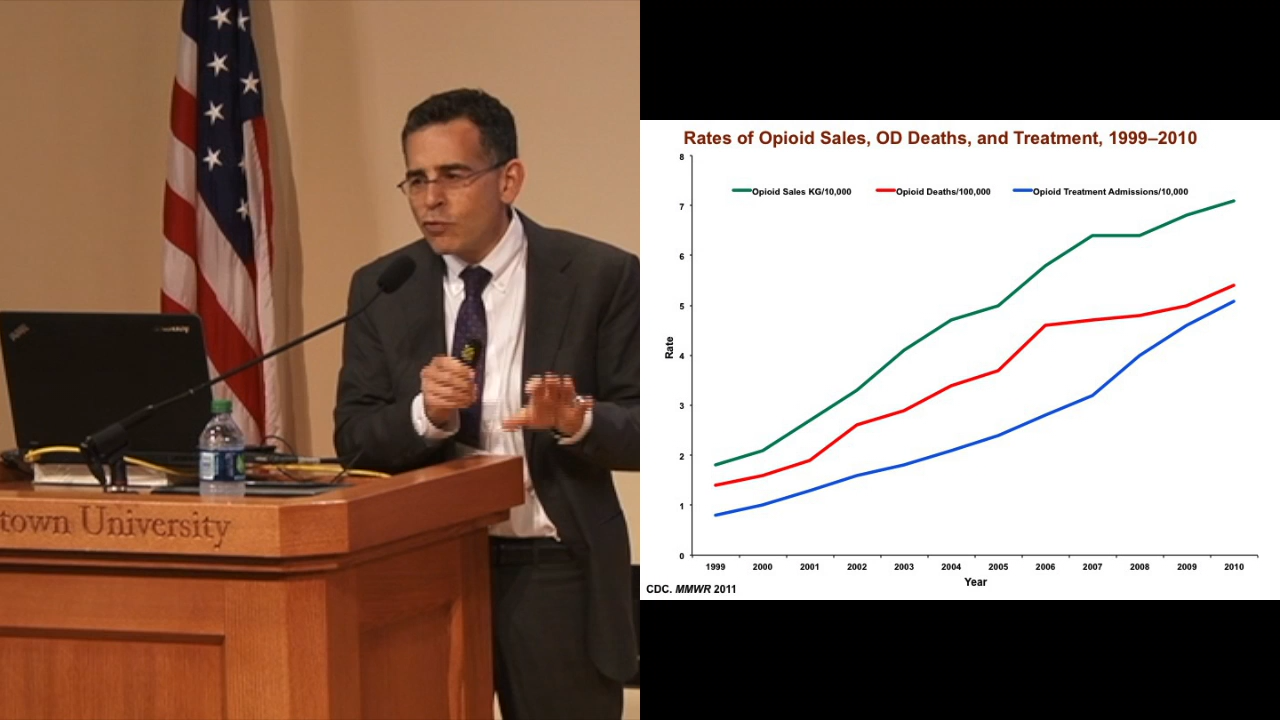 town University
Rates of Opioid Sales, OD Deaths, and Treatment, 1999–2010
Opioid Sales KG/10,000
Opioid Deaths/100,000
Opioid Treatment Admissions/10,000
8
7
6
5
4
3
2
1
0
Rate
1999 2000 2001 2002 2003 2004 2005 2006 2007 2008 2009 2010
Year
CDC. MMWR 2011